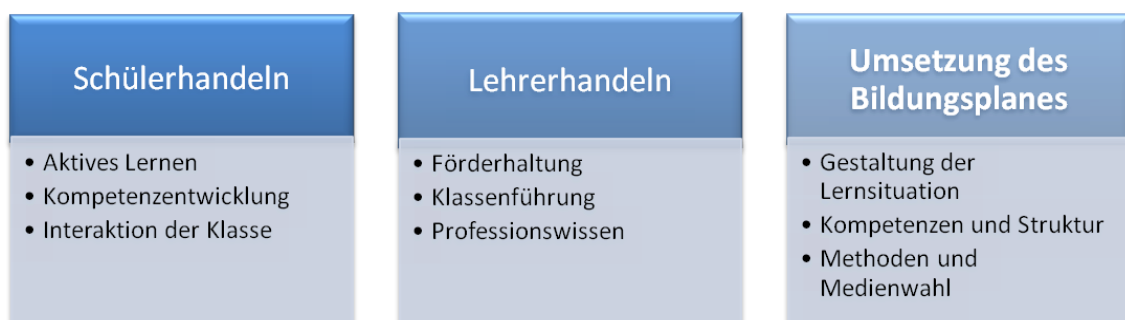 Schülerhandeln
• Aktives Lernen
• Kompetenzentwicklung
• Interaktion der Klasse
Lehrerhandeln
• Förderhaltung
• Klassenführung
• Professionswissen
Umsetzung des
Bildungsplanes
• Gestaltung der
Lernsituation
• Kompetenzen und Struktur
• Methoden und
Medienwahl